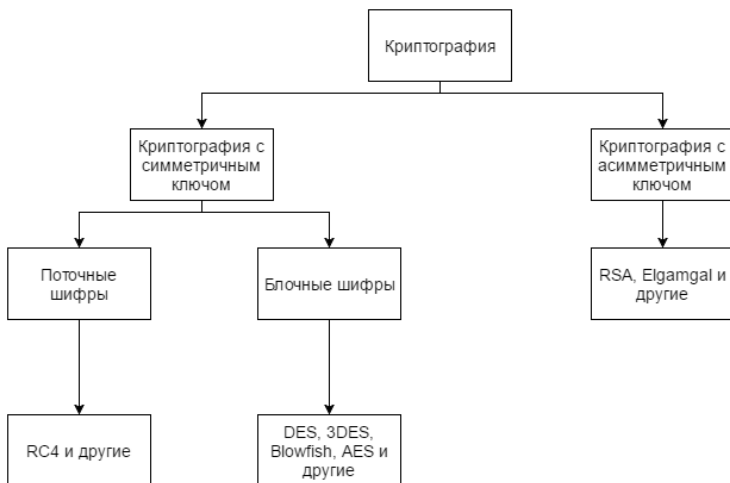 Криптография
Криптография с
симметричным
ключом
Криптография с
асимметричным
ключом
Поточные
шифры
Блочные шифры
RSA, Elgamgal и
другие
RC4 и другие
DES, 3DES,
Blowfish, AES и
другие